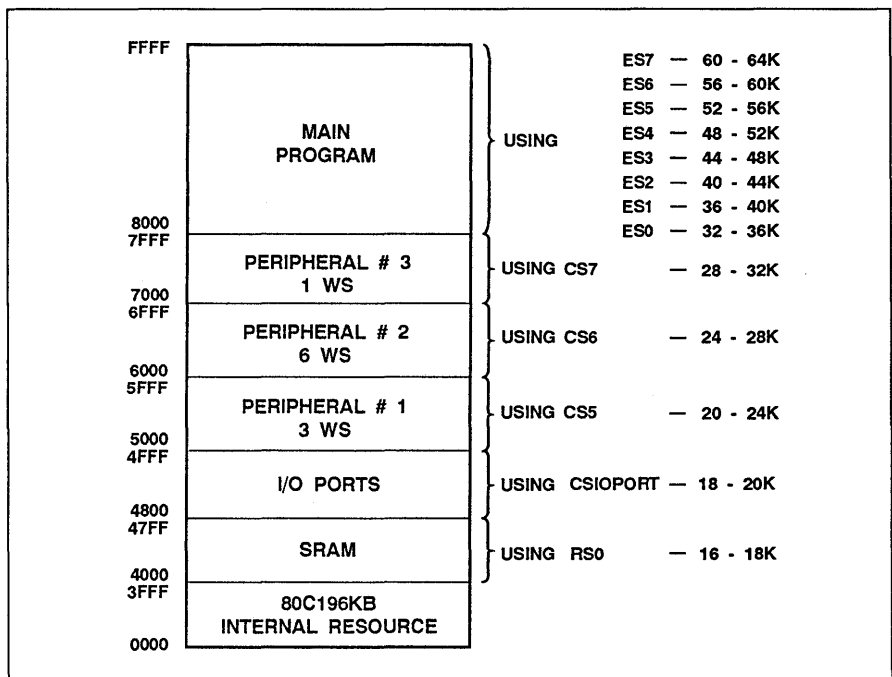 FFFF
MAIN
PROGRAM
USING
ES7 — 60 - 64K
ES6 — 56 - 60K
ES5 — 52 - 56K
ES4 — 48 - 52K
ES3 — 44 - 48K
ES2 — 40 - 44K
ES1 — 36 - 40K
ES0 — 32 - 36K
8000
7FFF
PERIPHERAL # 3
1 WS
USING CS7 — 28 - 32K
7000
6FFF
PERIPHERAL # 2
6 WS
USING CS6 — 24 - 28K
6000
5FFF
PERIPHERAL # 1
3 WS
USING CS5 — 20 - 24K
5000
4FFF
I/O PORTS
USING CSIOPORT — 18 - 20K
4800
47FF
SRAM
USING RS0 — 16 - 18K
4000
3FFF
80C196KB
INTERNAL RESOURCE
0000